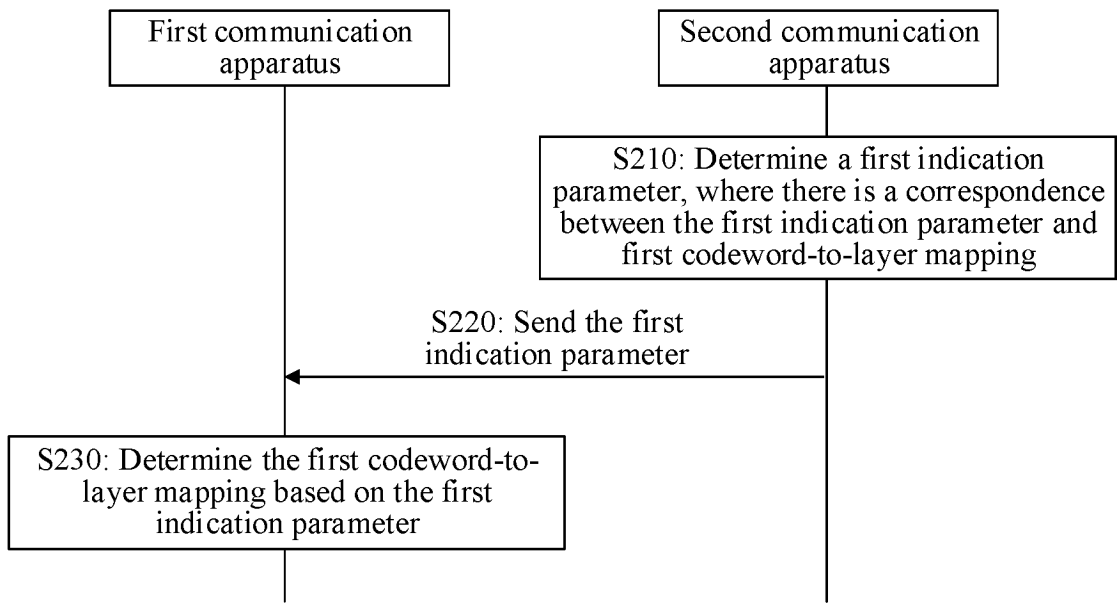 First communication
apparatus
Second communication
apparatus
S210: Determine a first indication
parameter, where there is a correspondence
between the first indication parameter and
first codeword-to-layer mapping
S220: Send the first
indication parameter
S230: Determine the first codeword-to-
layer mapping based on the first
indication parameter